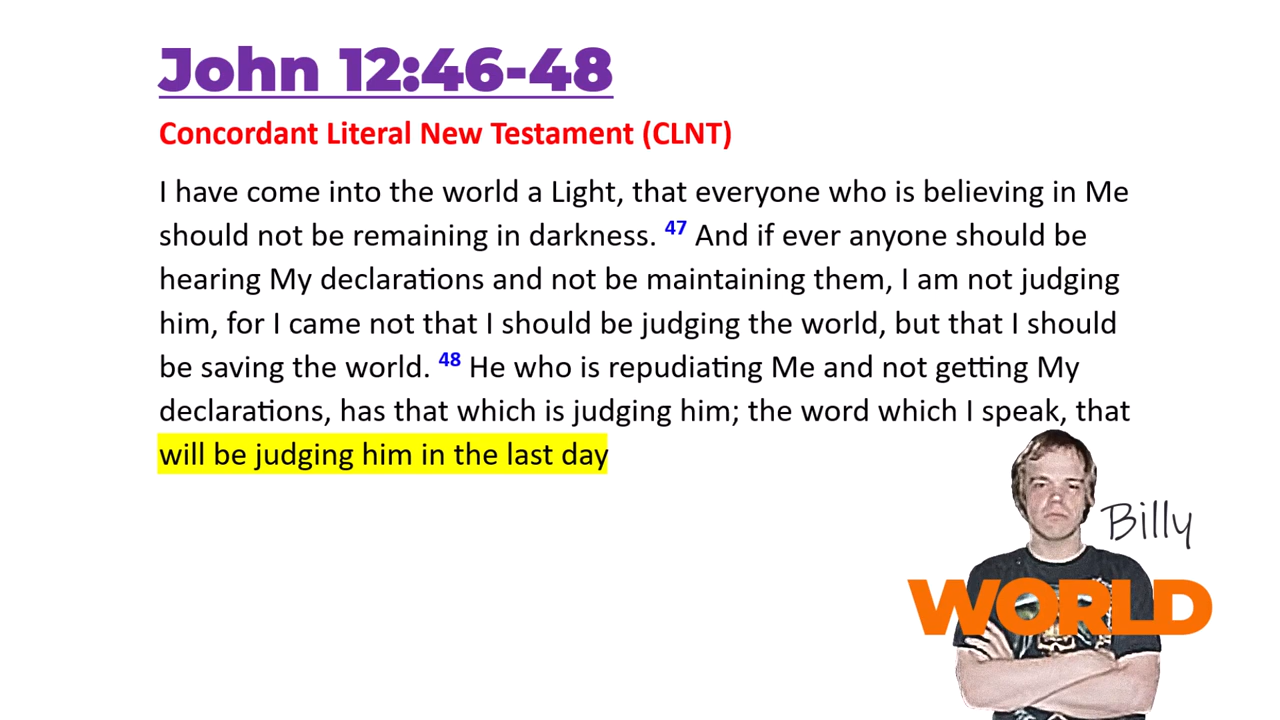 John 12:46-48
Concordant Literal New Testament (CLNT)
I have come into the world a Light, that everyone who is believing in Me
should not be remaining in darkness. 47 And if ever anyone should be
hearing My declarations and not be maintaining them, I am not judging
him, for I came not that I should be judging the world, but that I should
be saving the world. 48 He who is repudiating Me and not getting My
declarations, has that which is judging him; the word which I speak, that
will be judging him in the last day
Billy
WORLD